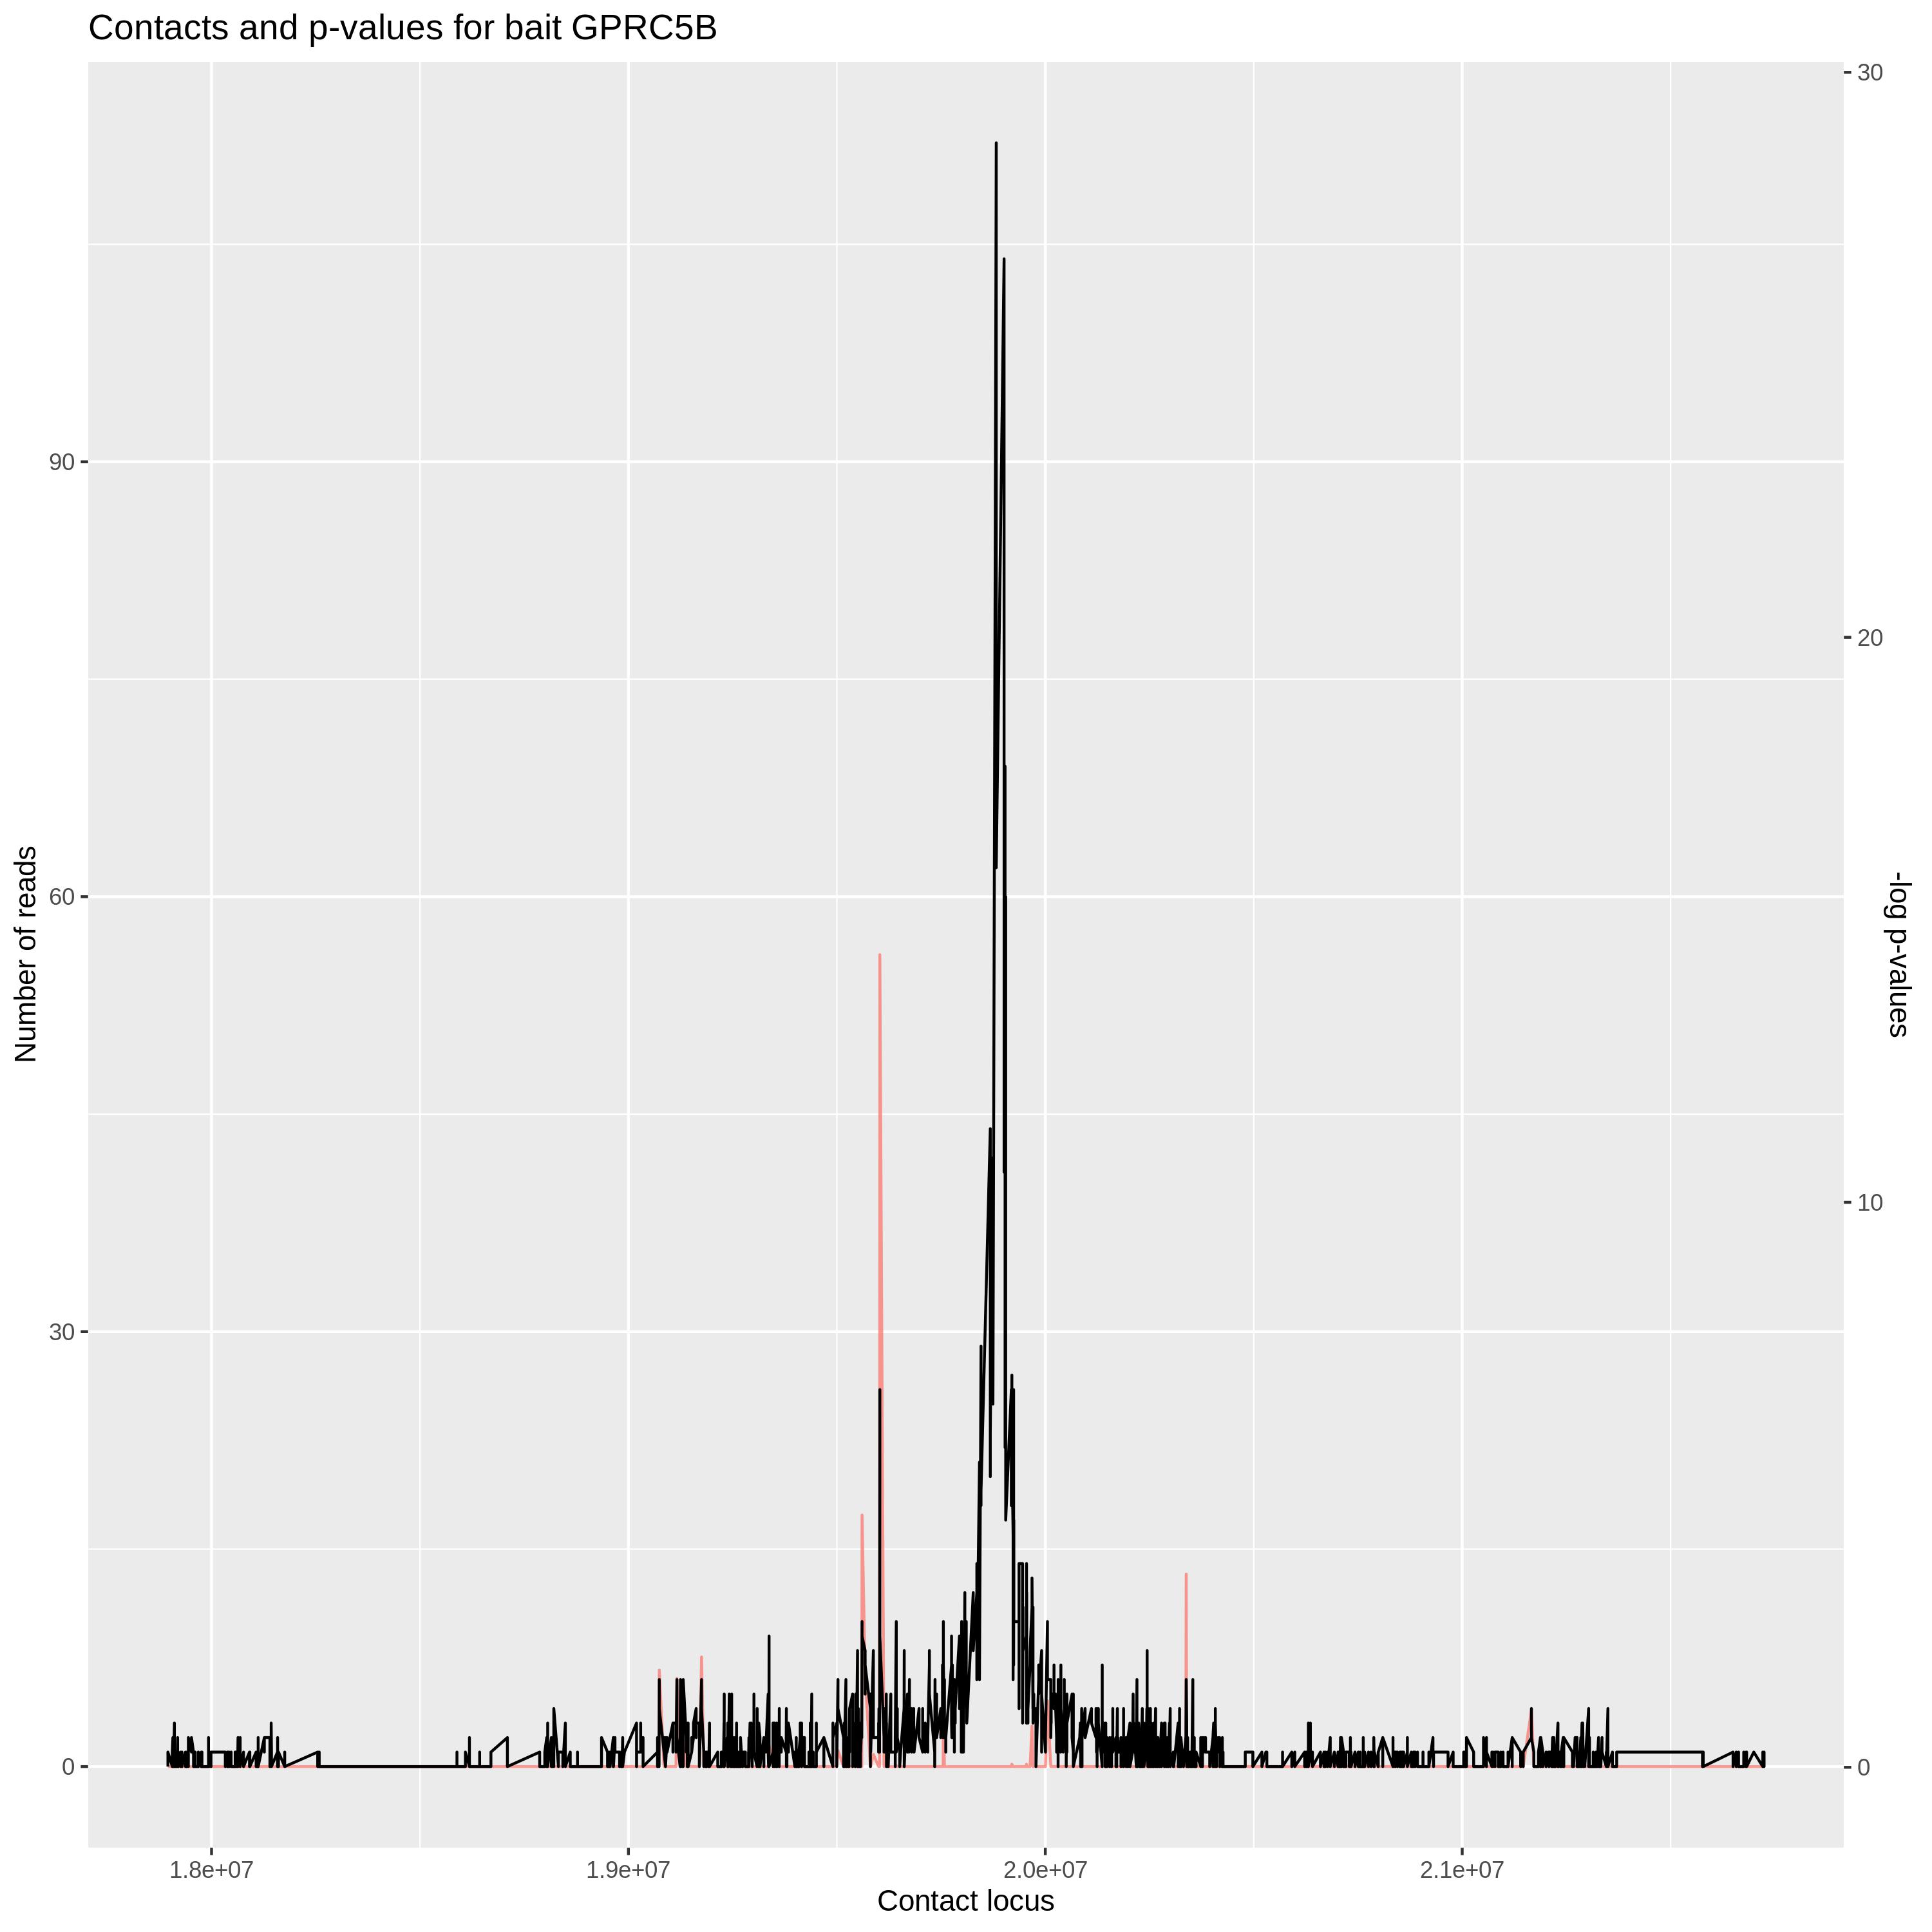 Contacts and p-values for bait GPRC5B
Number of reads
90
60
30
0
30
20
10
0
-log p-values
1.8e+07
1.9e+07
2.0e+07
2.1e+07
Contact locus